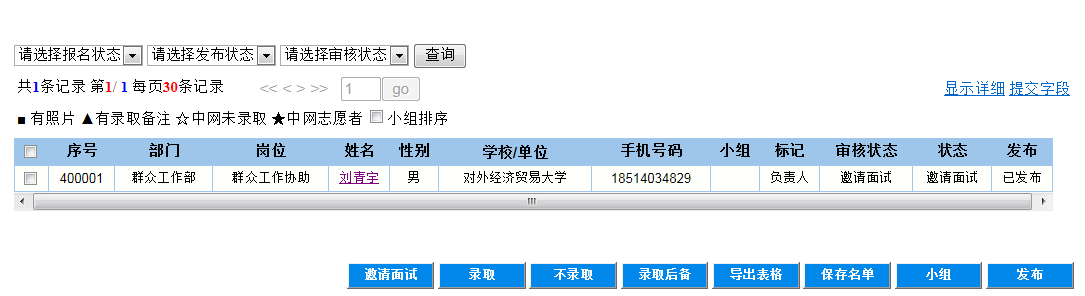 请选择报名状态 请选择发布状态 请选择审核状态 查询
共1条记录 第1/ 1 每页30条记录 << < > >> 1 go 显示详细 提交字段
■ 有照片 ▲有录取备注 ☆中网未录取 ★中网志愿者 小组排序
序号 部门 岗位 姓名 性别 学校/单位 手机号码 小组 标记 审核状态 状态 发布
400001 群众工作部 群众工作协助 刘青宇 男 对外经济贸易大学 18514034829 负责人 邀请面试 邀请面试 已发布
邀请面试 录取 不录取 录取后备 导出表格 保存名单 小组 发布